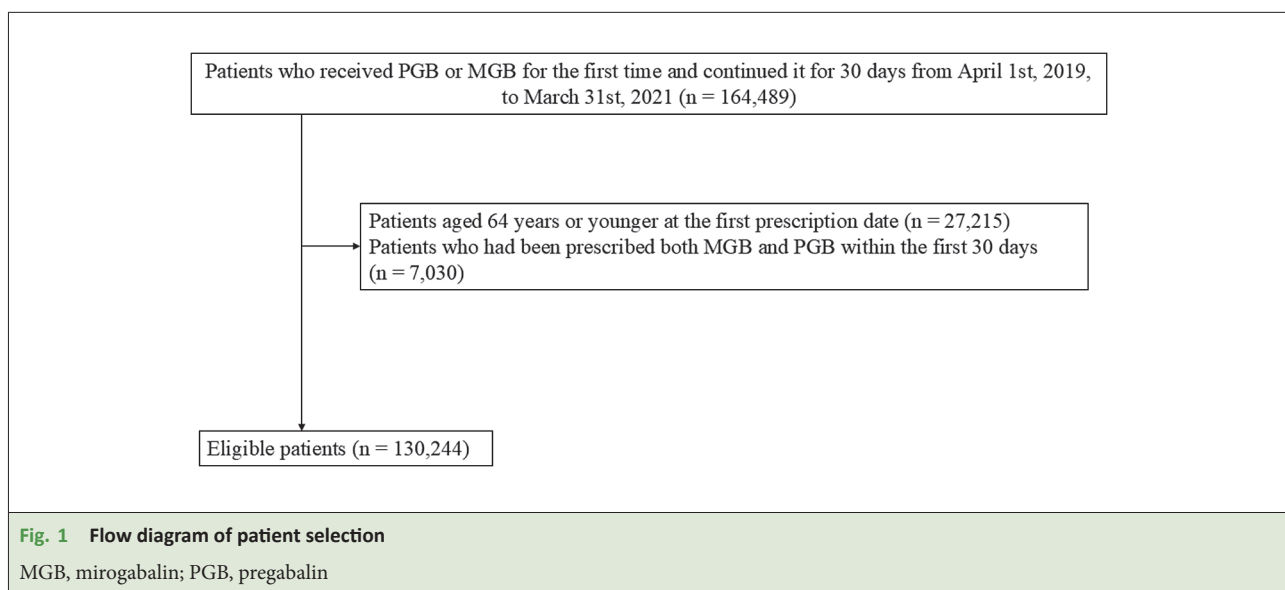 Patients who received PGB or MGB for the first time and continued it for 30 days from April 1st, 2019,
to March 31st, 2021 (n = 164,489)
Patients aged 64 years or younger at the first prescription date (n = 27,215)
Patients who had been prescribed both MGB and PGB within the first 30 days
(n = 7,030)
Eligible patients (n = 130,244)
Fig. 1 Flow diagram of patient selection
MGB, mirogabalin; PGB, pregabalin